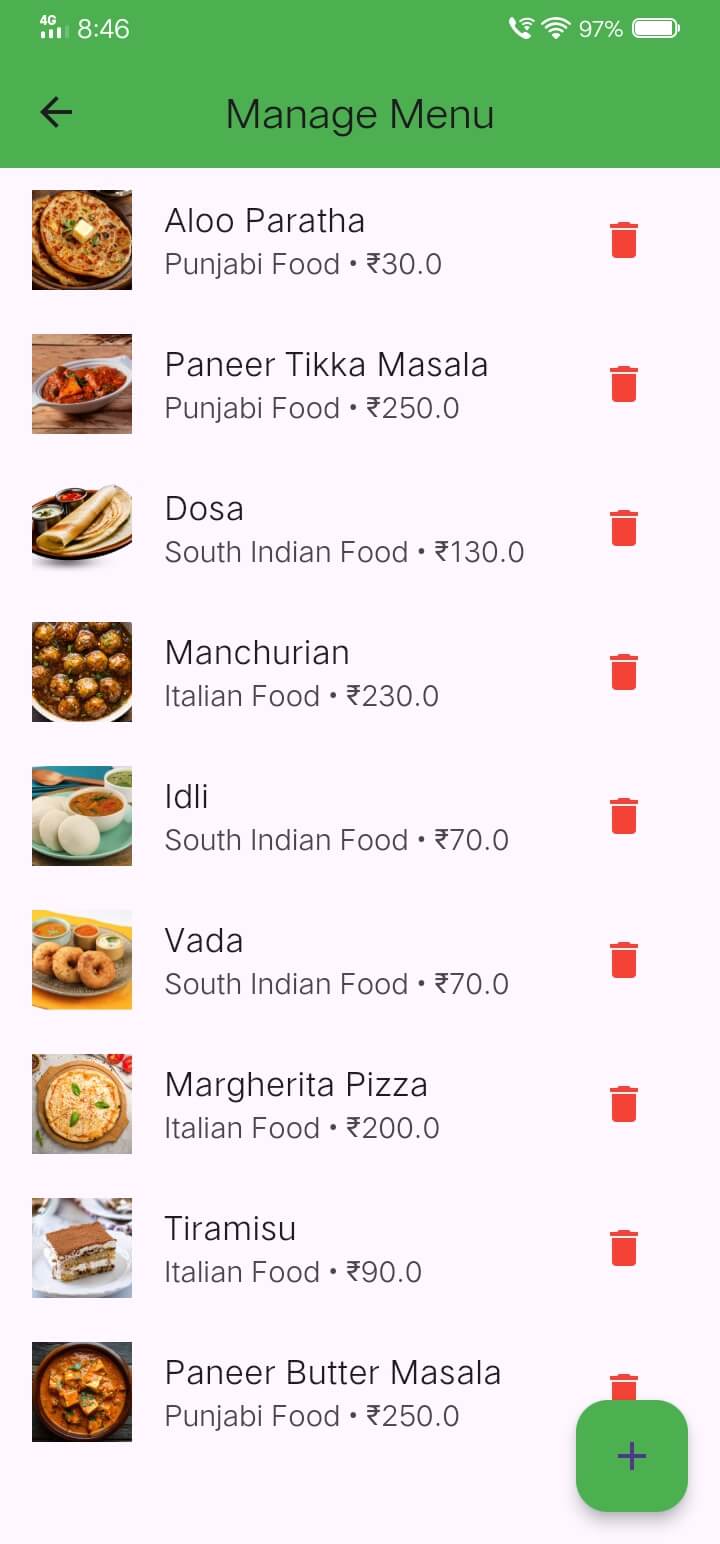 4G
8:46
97%
Manage Menu
Aloo Paratha
Punjabi Food • ₹30.0
Paneer Tikka Masala
Punjabi Food • ₹250.0
Dosa
South Indian Food • ₹130.0
Manchurian
Italian Food • ₹230.0
Idli
South Indian Food • ₹70.0
Vada
South Indian Food • ₹70.0
Margherita Pizza
Italian Food • ₹200.0
Tiramisu
Italian Food • ₹90.0
Paneer Butter Masala
Punjabi Food • ₹250.0